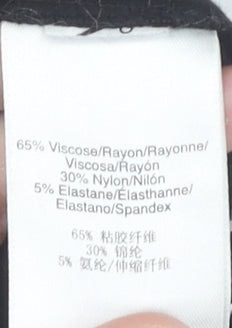 65% Viscose/Rayon/Rayonne/
Viscosa/Rayón
30% Nylon/Nilón
5% Elastane/Élasthanne/
Elastano/Spandex
65% 粘胶纤维
30% 锦纶
5% 氨纶/伸缩纤维